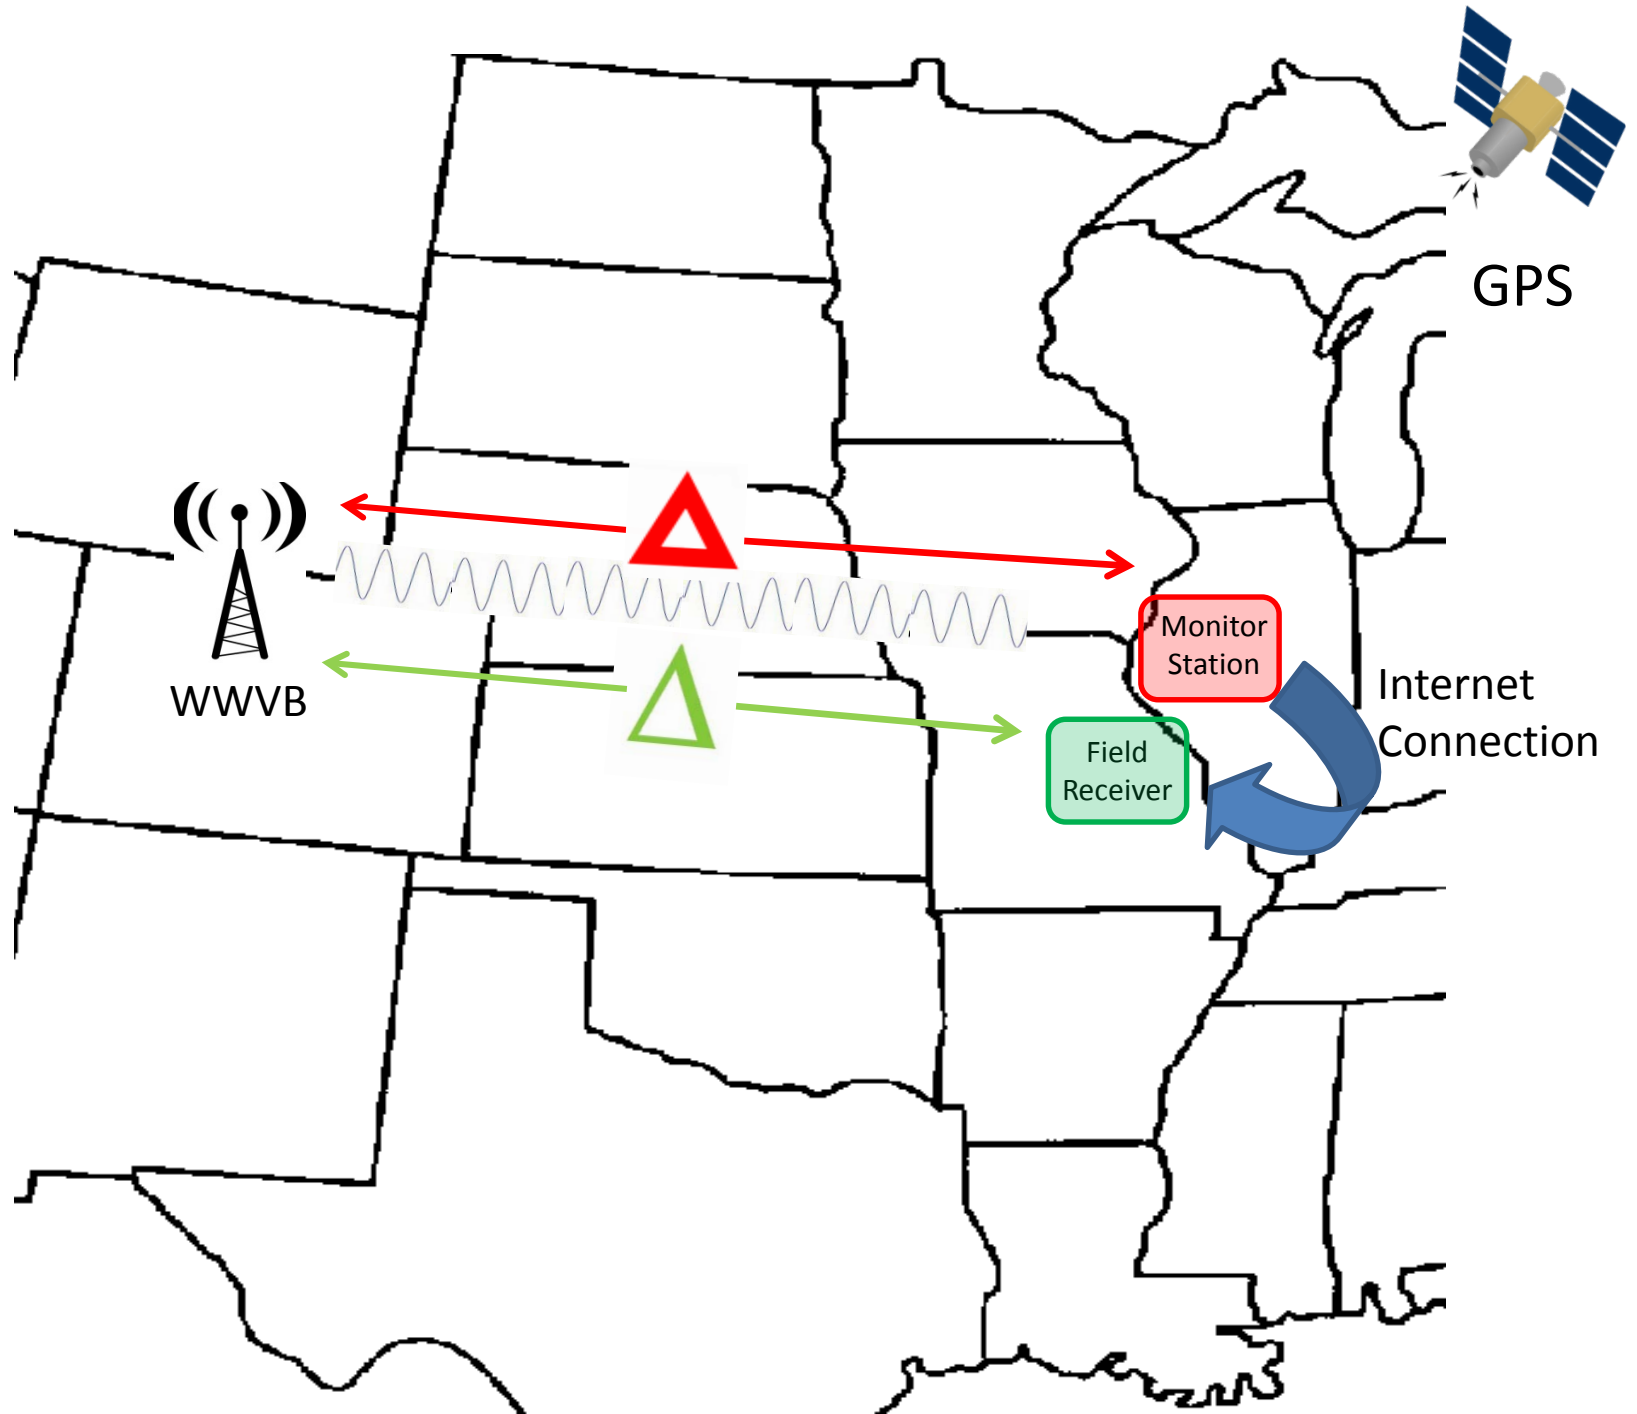 GPS
WWVB
Monitor
Station
Internet
Connection
Field
Receiver